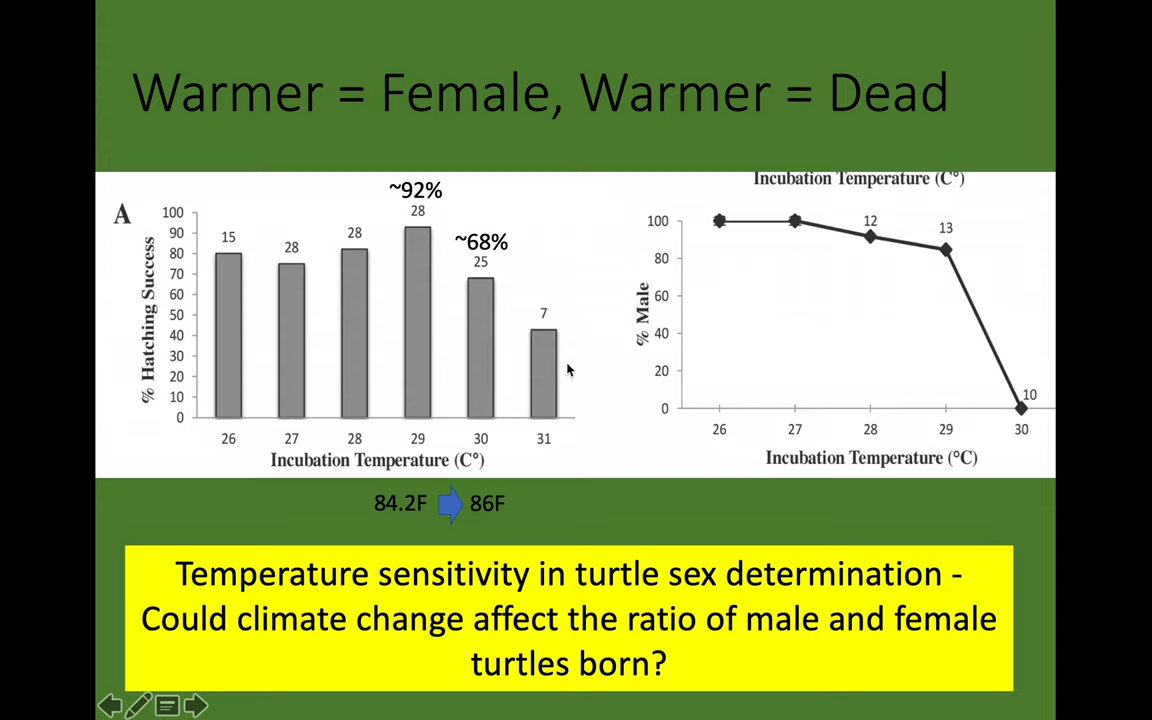 Warmer = Female, Warmer = Dead
A
% Hatching Success
100
90
80
70
60
50
40
30
20
10
0
~92%
~68%
15
28
28
28
25
7
26 27 28 29 30 31
Incubation Temperature (C°)
Incubation Temperature (C°)
% Male
100
80
60
40
20
0
12
13
10
26 27 28 29 30
Incubation Temperature (°C)
84.2F 86F
Temperature sensitivity in turtle sex determination -
Could climate change affect the ratio of male and female
turtles born?